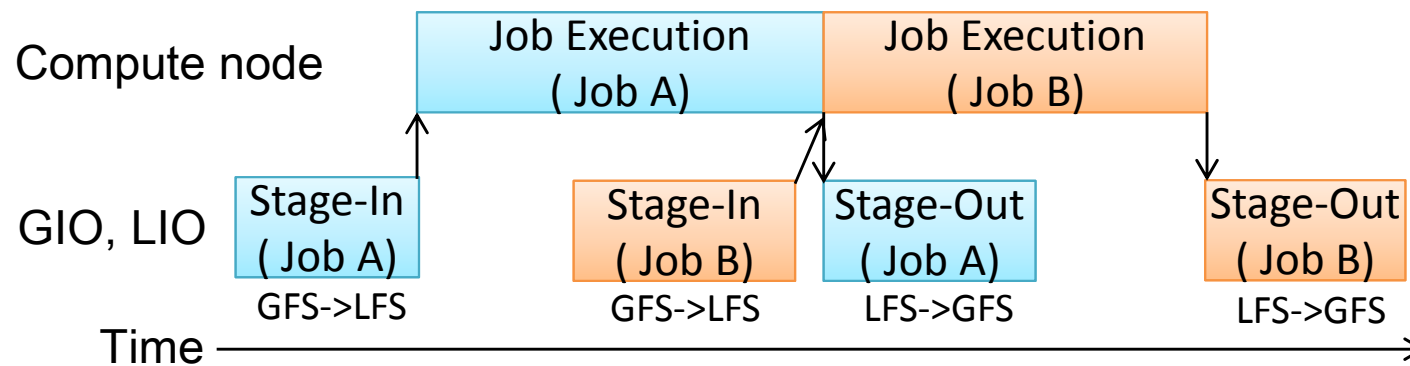 Compute node
Job Execution
( Job A)
Job Execution
( Job B)
GIO, LIO
Stage-In
( Job A)
GFS->LFS
Stage-In
( Job B)
GFS->LFS
Stage-Out
( Job A)
LFS->GFS
Stage-Out
( Job B)
LFS->GFS
Time